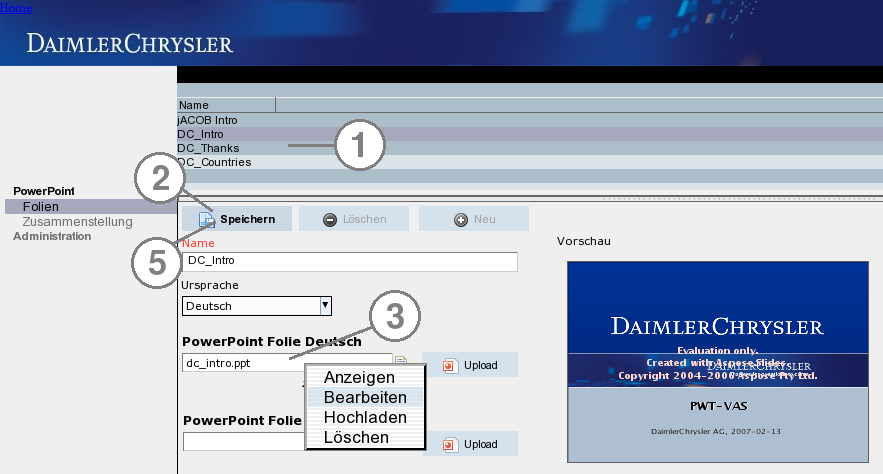 Home
DAIMLERCHRYSLER
Name
jACOB Intro
DC_Intro
DC_Thanks
DC_Countries
1
2
PowerPoint
Folien
Zusammenstellung
Administration
Speichern
Löschen
Neu
5
Name
DC_Intro
Ursprache
Deutsch
3
PowerPoint Folie Deutsch
dc_intro.ppt
Upload
Anzeigen
Bearbeiten
Hochladen
Löschen
PowerPoint Folie
Upload
Vorschau
DAIMLERCHRYSLER
Evaluation only.
Created with Aspose.Slides.
DAIMLERCHRYSLER
Copyright 2004-2006 Aspose Pty Ltd.
PWT-VAS
DaimlerChrysler AG, 2007-02-13